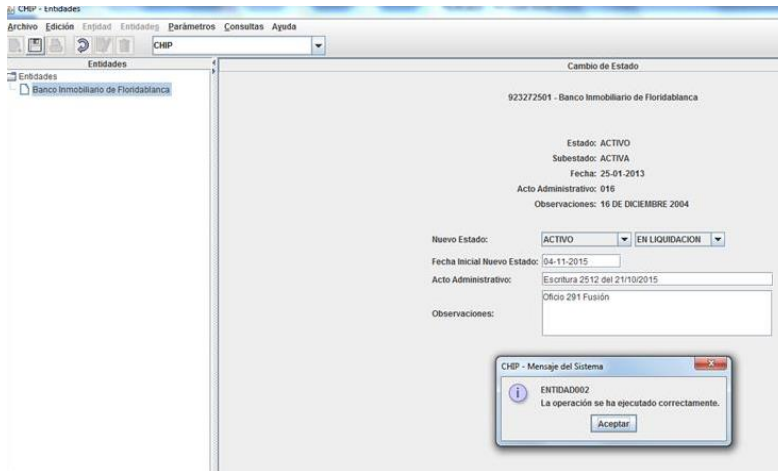 CHIP - Entidades
Archivo Edición Entidad Entidades Parámetros Consultas Ayuda
CHIP
Entidades
Entidades
Banco Inmobiliario de Floridablanca
Cambio de Estado
923272501 - Banco Inmobiliario de Floridablanca
Estado: ACTIVO
Subestado: ACTIVA
Fecha: 25-01-2013
Acto Administrativo: 016
Observaciones: 16 DE DICIEMBRE 2004
Nuevo Estado: ACTIVO EN LIQUIDACION
Fecha Inicial Nuevo Estado: 04-11-2015
Acto Administrativo: Escritura 2512 del 21/10/2015
Observaciones: Oficio 291 Fusión
CHIP - Mensaje del Sistema
ENTIDAD002
La operación se ha ejecutado correctamente.
Aceptar